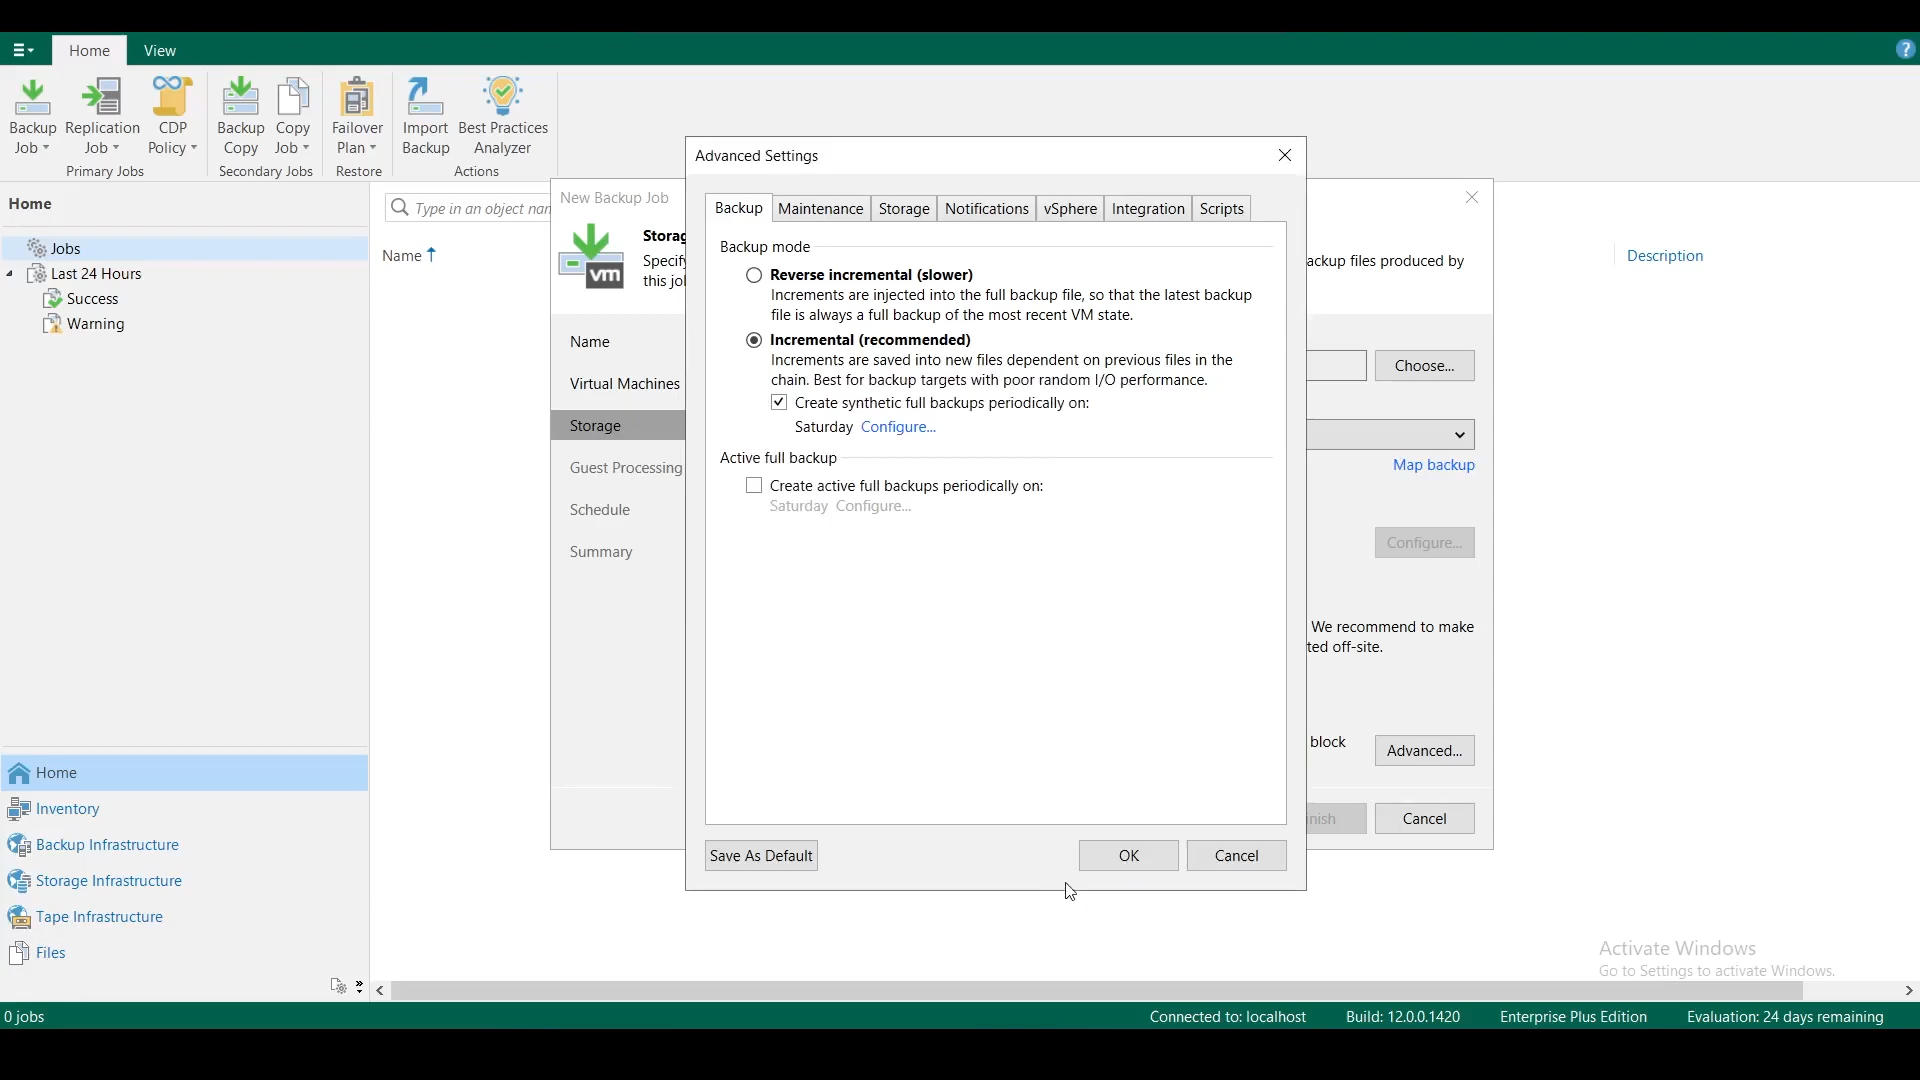 Home
View
?
Backup Job
Replication Job
CDP Policy
Backup Copy
Copy Job
Failover Plan
Import Backup
Best Practices Analyzer
Primary Jobs
Secondary Jobs
Restore
Actions
Home
Jobs
Last 24 Hours
Success
Warning
Home
Inventory
Backup Infrastructure
Storage Infrastructure
Tape Infrastructure
Files
Type in an object nan
Name
Description
New Backup Job
Storag
Specify
this jol
ackup files produced by
vm
Name
Virtual Machines
Storage
Guest Processing
Schedule
Summary
Choose...
Map backup
Configure...
We recommend to make
ted off-site.
block
Advanced...
nish
Cancel
Advanced Settings
Backup
Maintenance
Storage
Notifications
vSphere
Integration
Scripts
Backup mode
Reverse incremental (slower)
Increments are injected into the full backup file, so that the latest backup
file is always a full backup of the most recent VM state.
Incremental (recommended)
Increments are saved into new files dependent on previous files in the
chain. Best for backup targets with poor random I/O performance.
Create synthetic full backups periodically on:
Saturday Configure...
Active full backup
Create active full backups periodically on:
Saturday Configure...
Save As Default
OK
Cancel
Activate Windows
Go to Settings to activate Windows.
0 jobs
Connected to: localhost
Build: 12.0.0.1420
Enterprise Plus Edition
Evaluation: 24 days remaining